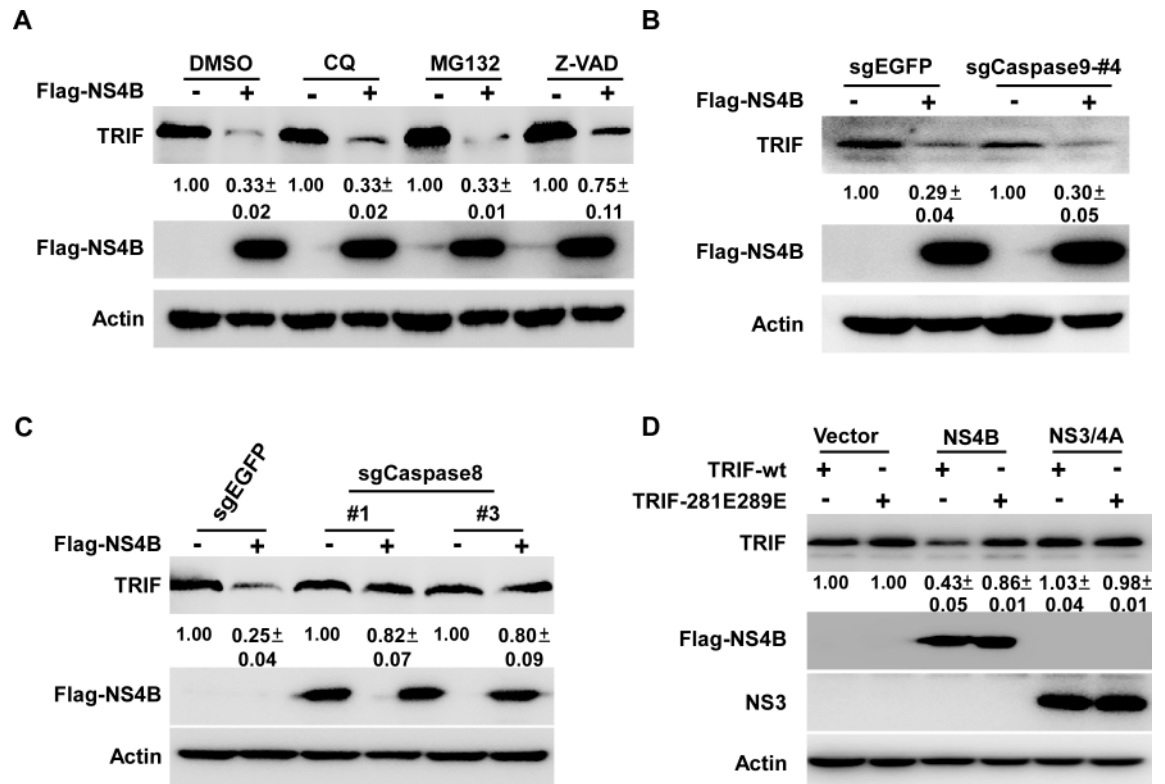 A
DMSO CQ MG132 Z-VAD
Flag-NS4B - + - + - + - +
TRIF
1.00 0.33± 1.00 0.33± 1.00 0.33± 1.00 0.75±
0.02 0.02 0.01 0.11
Flag-NS4B
Actin
B
sgEGFP sgCaspase9-#4
Flag-NS4B - + - +
TRIF
1.00 0.29± 1.00 0.30±
0.04 0.05
Flag-NS4B
Actin
C
sgEGFP
sgCaspase8
#1 #3
Flag-NS4B - + - + - +
TRIF
1.00 0.25± 1.00 0.82± 1.00 0.80±
0.04 0.07 0.09
Flag-NS4B
Actin
D
Vector NS4B NS3/4A
TRIF-wt + - + - + -
TRIF-281E289E - + - + - +
TRIF
1.00 1.00 0.43± 0.86± 1.03± 0.98±
0.05 0.01 0.04 0.01
Flag-NS4B
NS3
Actin